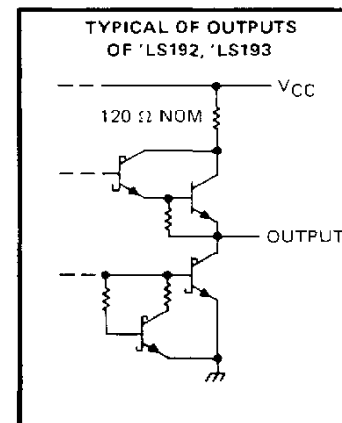 TYPICAL OF OUTPUTS
OF 'LS192, 'LS193
VCC
120 Ω NOM
OUTPUT